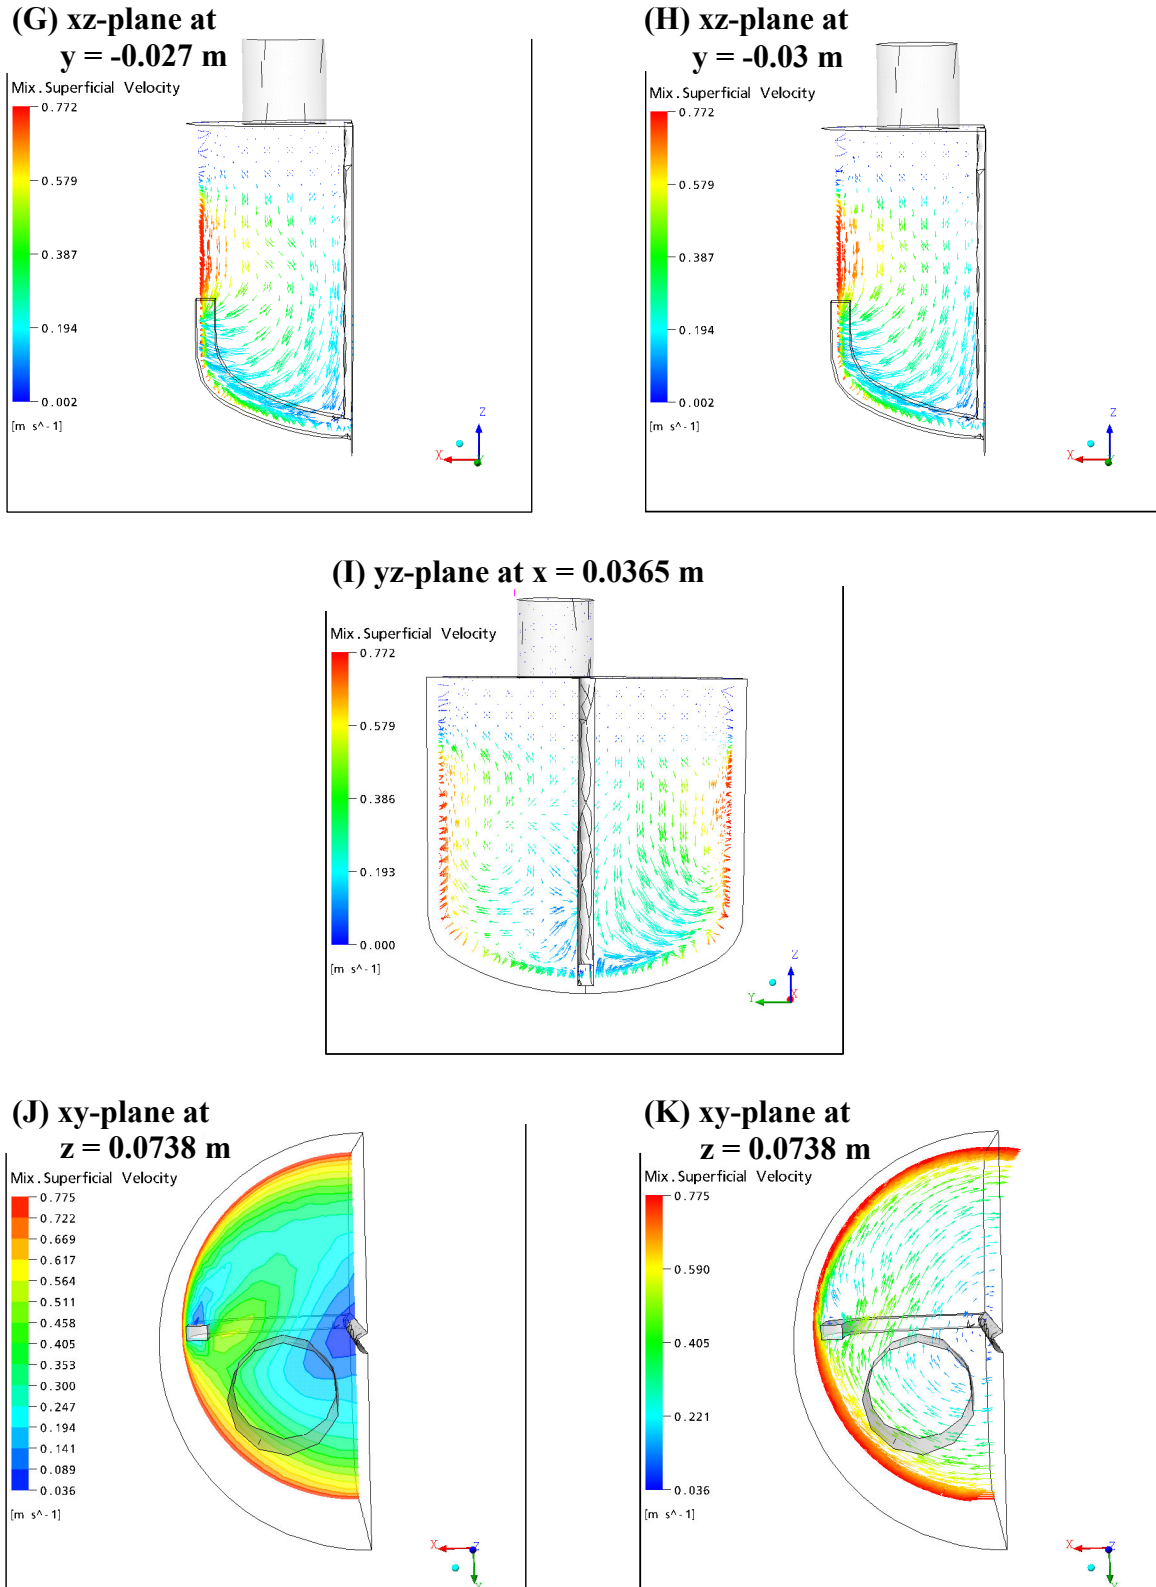 (G) xz-plane at
y = -0.027 m
Mix.Superficial Velocity
0.772
0.579
0.387
0.194
0.002
[m s^-1]
Z
X
(H) xz-plane at
y = -0.03 m
Mix.Superficial Velocity
0.772
0.579
0.387
0.194
0.002
[m s^-1]
Z
X
(I) yz-plane at x = 0.0365 m
Mix.Superficial Velocity
0.772
0.579
0.386
0.193
0.000
[m s^-1]
Z
Y
X
(J) xy-plane at
z = 0.0738 m
Mix.Superficial Velocity
0.775
0.722
0.669
0.617
0.564
0.511
0.458
0.405
0.353
0.300
0.247
0.194
0.141
0.089
0.036
[m s^-1]
X
Z
Y
(K) xy-plane at
z = 0.0738 m
Mix.Superficial Velocity
0.775
0.590
0.405
0.221
0.036
[m s^-1]
X
Z
Y